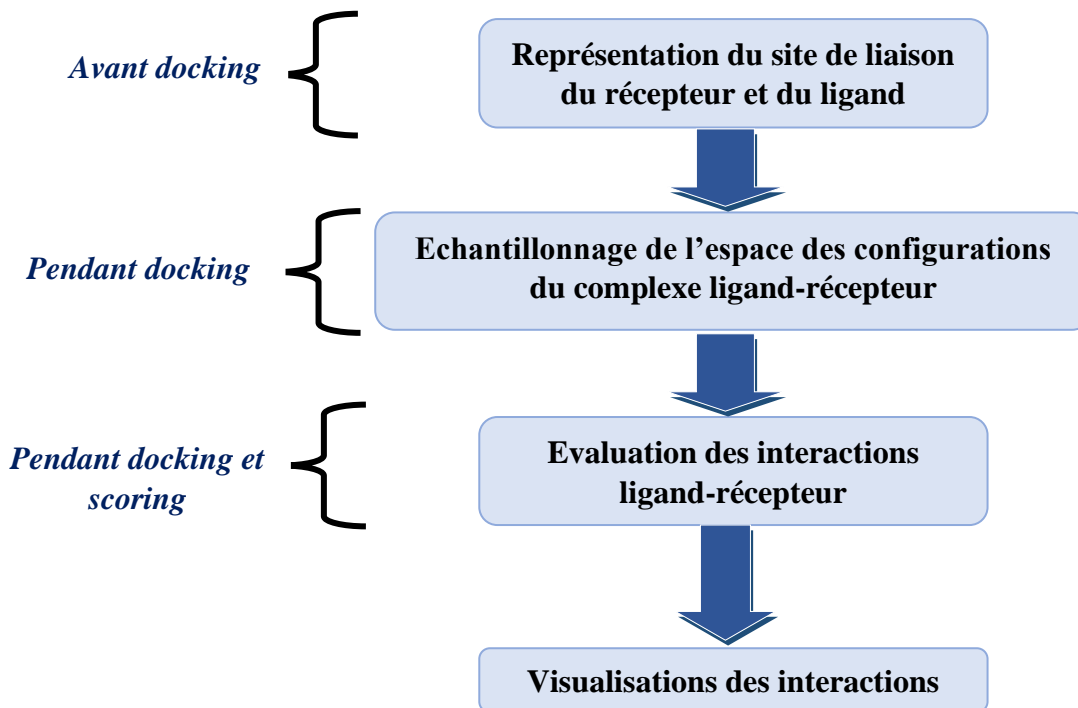 Avant docking
Représentation du site de liaison
du récepteur et du ligand
Pendant docking
Echantillonnage de l’espace des configurations
du complexe ligand-récepteur
Pendant docking et
scoring
Evaluation des interactions
ligand-récepteur
Visualisations des interactions